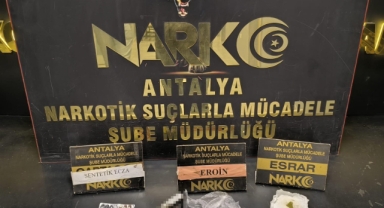 NARKO
ANTALYA
NARKOTİK SUÇLARLA MÜCADELE
ŞUBE MÜDÜRLÜĞÜ
ANTALYA
NARKOTİK SUÇLARLA MÜCADELE
ŞUBE MÜDÜRLÜĞÜ
SENTETİK ECZA
NARKO
ANTALYA
NARKOTİK SUÇLARLA MÜCADELE
ŞUBE MÜDÜRLÜĞÜ
EROİN
NARKO
ANTALYA
NARKOTİK SUÇLARLA MÜCADELE
ŞUBE MÜDÜRLÜĞÜ
ESRAR
NARKO